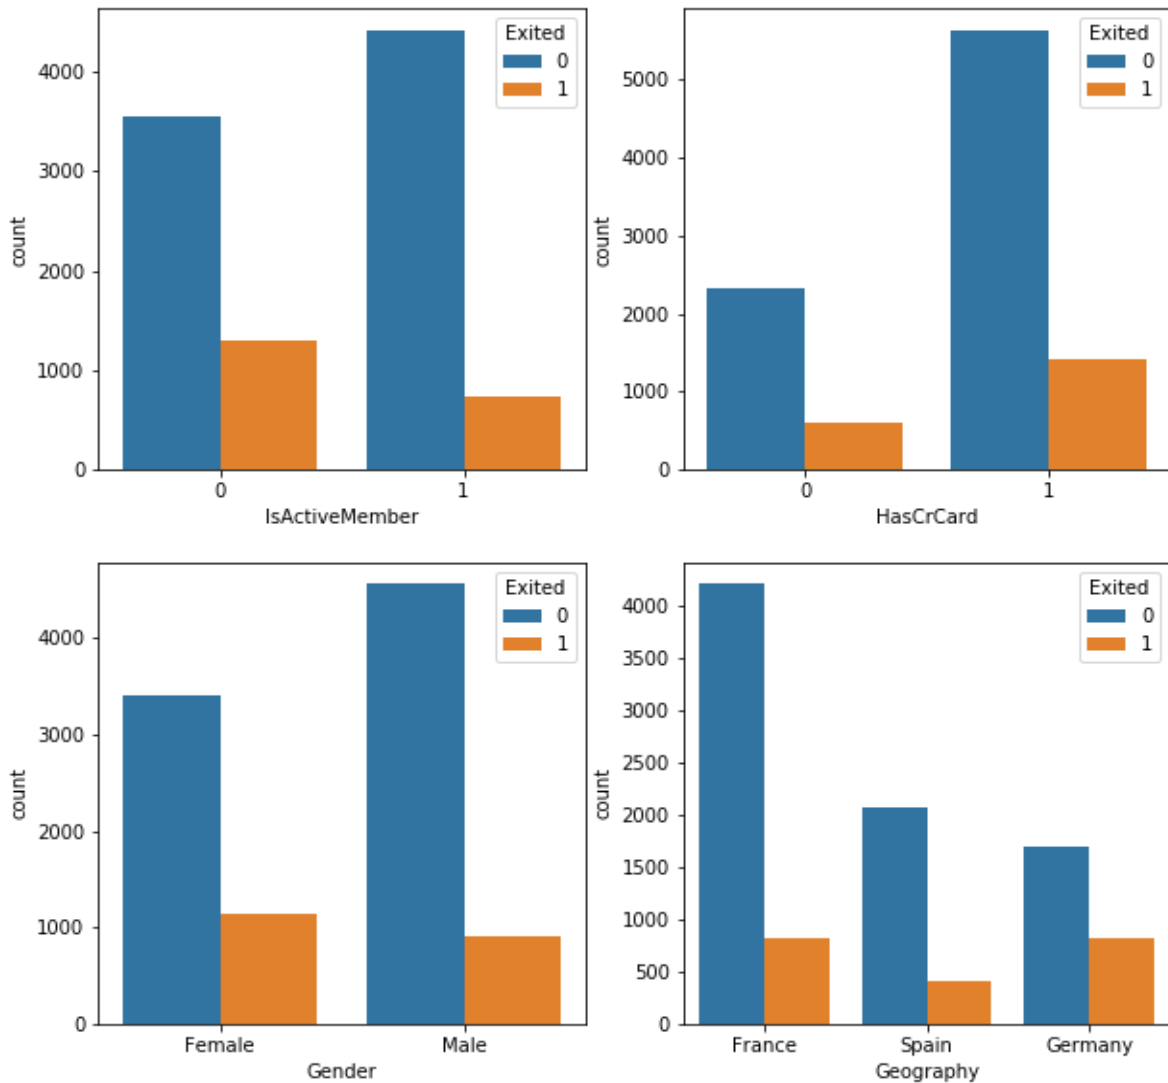 Exited
0
1
4000
3000
2000
1000
0
count
0
1
IsActiveMember
Exited
0
1
5000
4000
3000
2000
1000
0
count
0
1
HasCrCard
Exited
0
1
4000
3000
2000
1000
0
count
Female
Male
Gender
Exited
0
1
4000
3500
3000
2500
2000
1500
1000
500
0
count
France
Spain
Germany
Geography